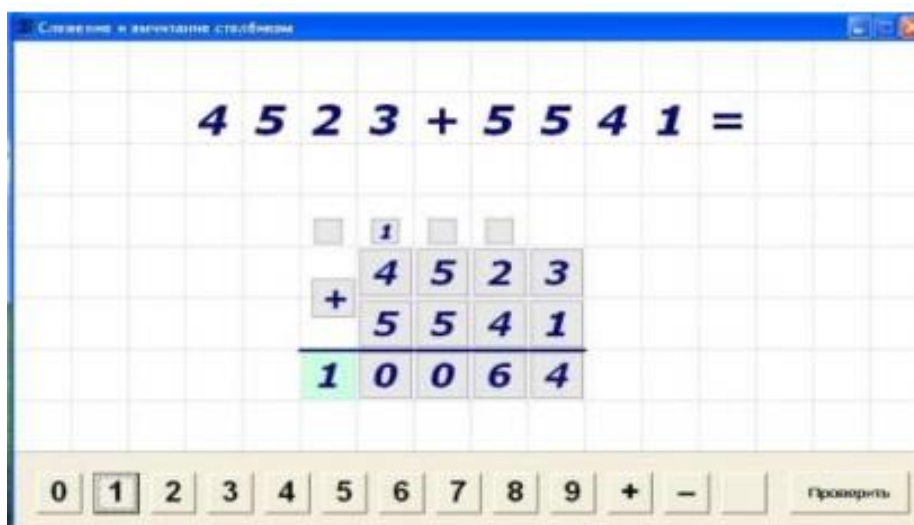 Сложение и вычитание столбиком
4 5 2 3 + 5 5 4 1 =
1
4 5 2 3
+
5 5 4 1
1 0 0 6 4
0 1 2 3 4 5 6 7 8 9 + − Проверить